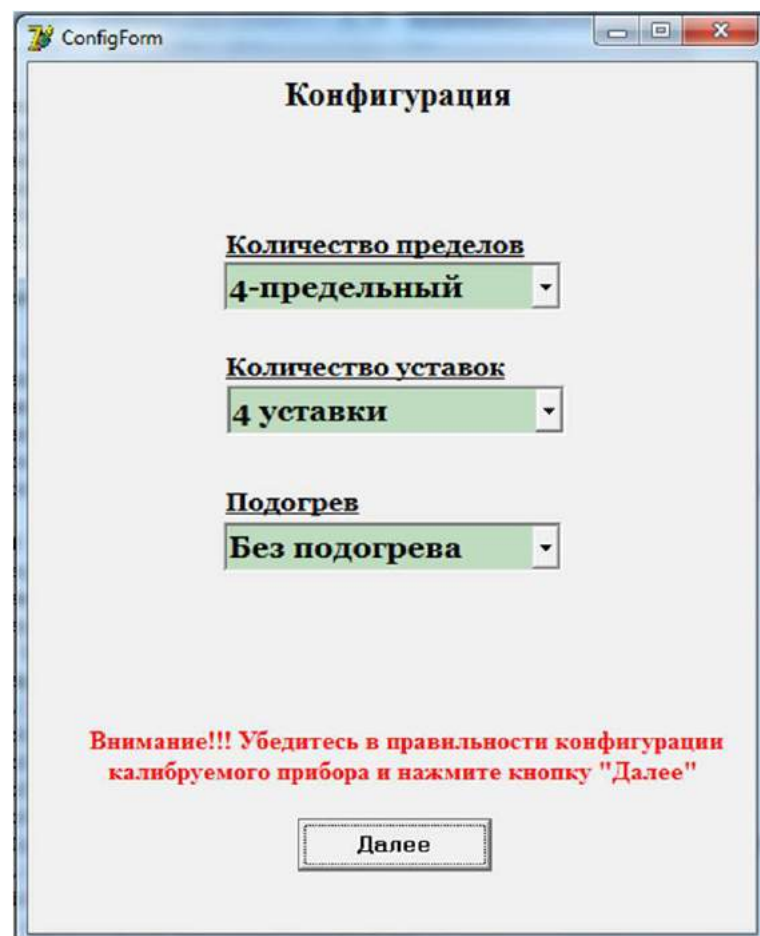 ConfigForm
Конфигурация
Количество пределов
4-предельный
Количество уставок
4 уставки
Подогрев
Без подогрева
Внимание!!! Убедитесь в правильности конфигурации
калибруемого прибора и нажмите кнопку "Далее"
Далее